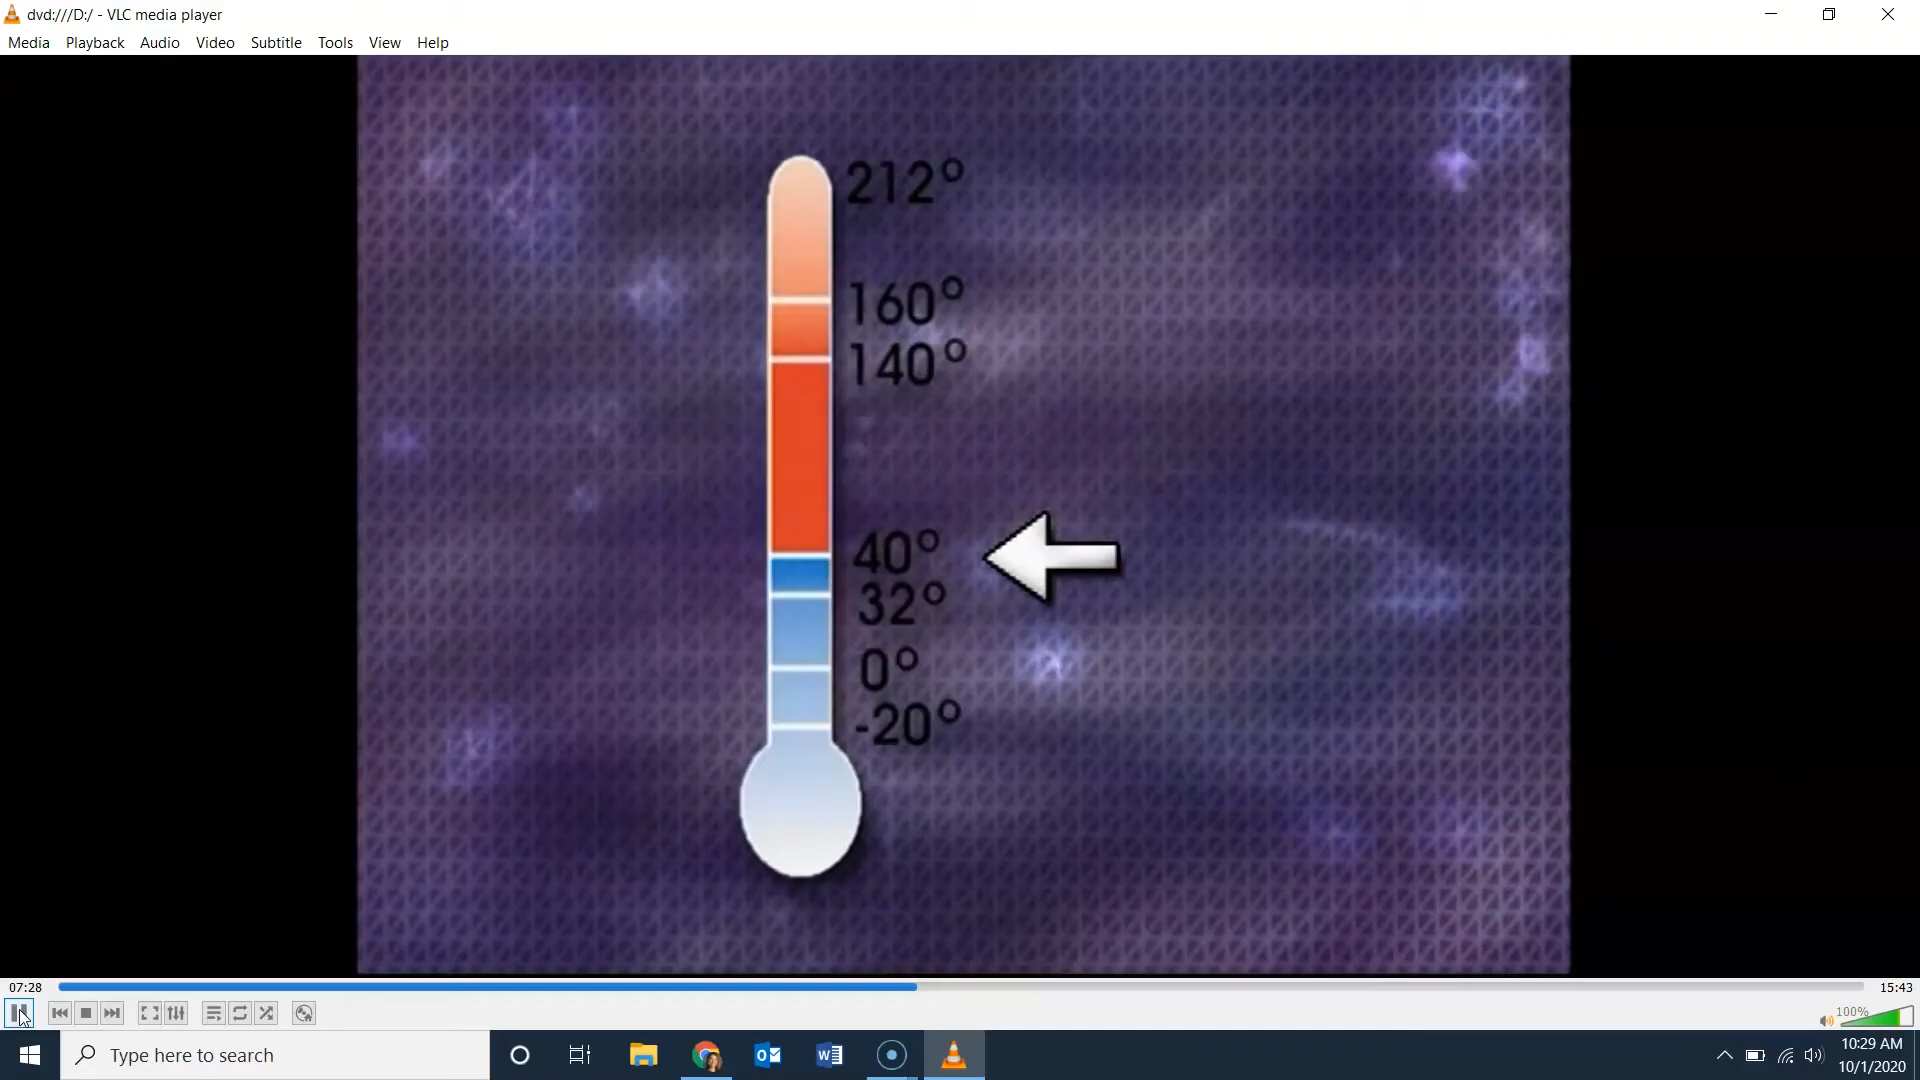 dvd:///D:/ - VLC media player
Media Playback Audio Video Subtitle Tools View Help
212°
160°
140°
40°
32°
0°
-20°
07:28
15:43
100%
Type here to search
10:29 AM
10/1/2020